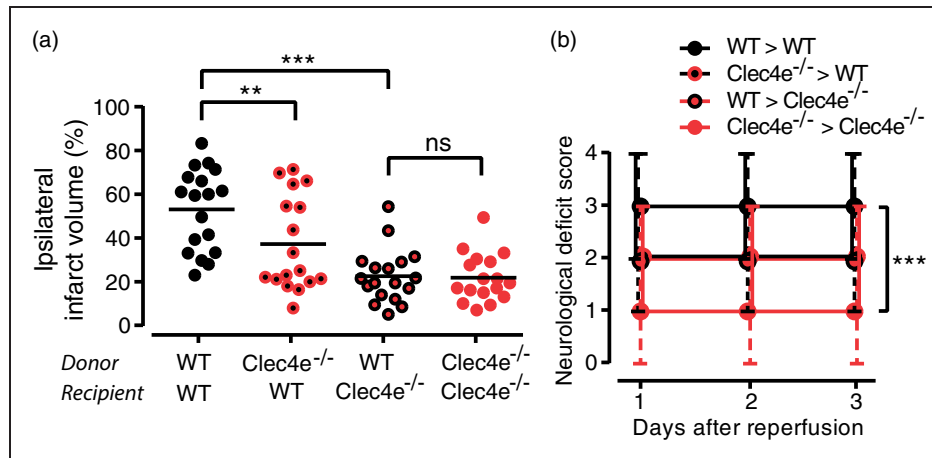 (a)
***
**
ns
Ipsilateral
infarct volume (%)
100
80
60
40
20
0
Donor WT Clec4e-/- WT Clec4e-/-
Recipient WT WT Clec4e-/- Clec4e-/-
(b)
WT > WT
Clec4e-/- > WT
WT > Clec4e-/-
Clec4e-/- > Clec4e-/-
Neurological deficit score
4
3
2
1
0
***
1 2 3
Days after reperfusion